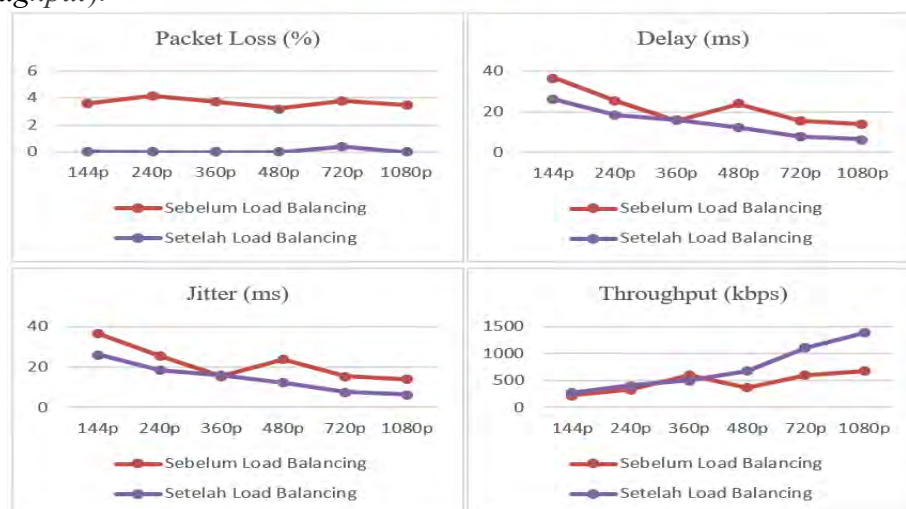 aghput).
Packet Loss (%)
6
4
2
0
144p 240p 360p 480p 720p 1080p
Sebelum Load Balancing
Setelah Load Balancing
Delay (ms)
40
20
0
144p 240p 360p 480p 720p 1080p
Sebelum Load Balancing
Setelah Load Balancing
Jitter (ms)
40
20
0
144p 240p 360p 480p 720p 1080p
Sebelum Load Balancing
Setelah Load Balancing
Throughput (kbps)
1500
1000
500
0
144p 240p 360p 480p 720p 1080p
Sebelum Load Balancing
Setelah Load Balancing